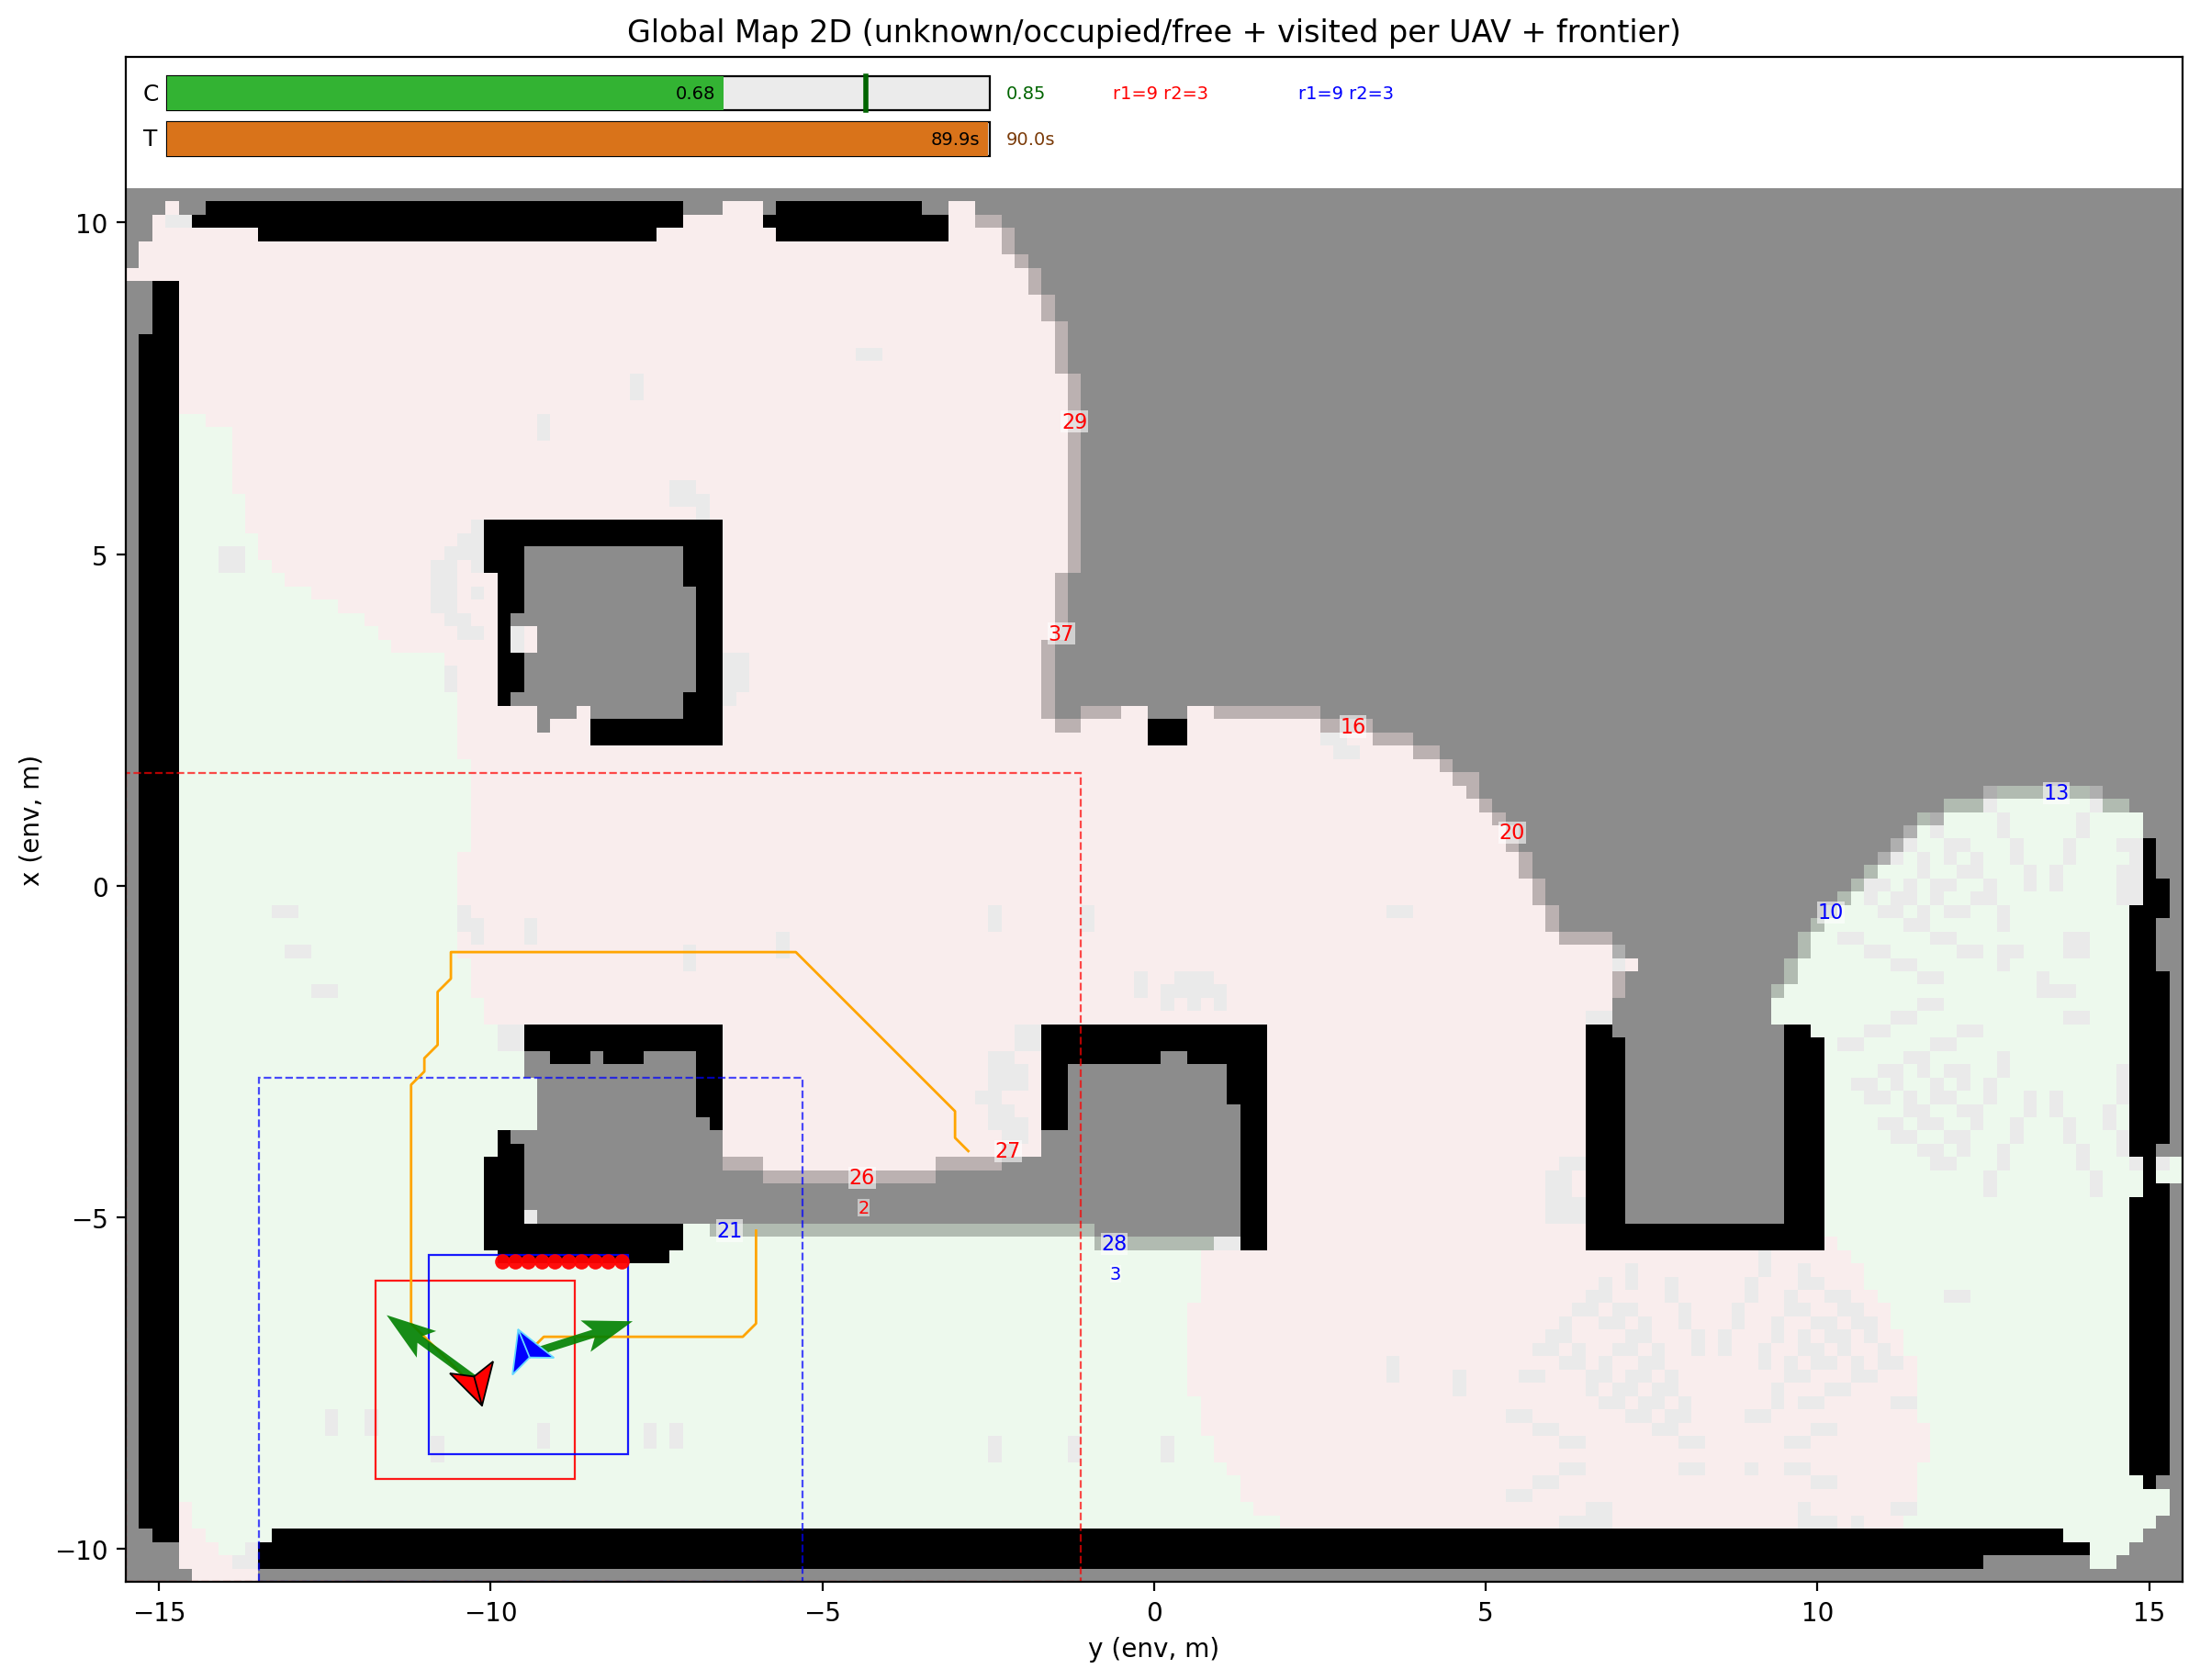 Global Map 2D (unknown/occupied/free + visited per UAV + frontier)
C 0.68 0.85 r1=9 r2=3 r1=9 r2=3
T 89.9s 90.0s
10
29
5
37
16
13
20
x (env, m)
0
10
27
26
2
−5
21
28
3
−10
−15 −10 −5 0 5 10 15
y (env, m)